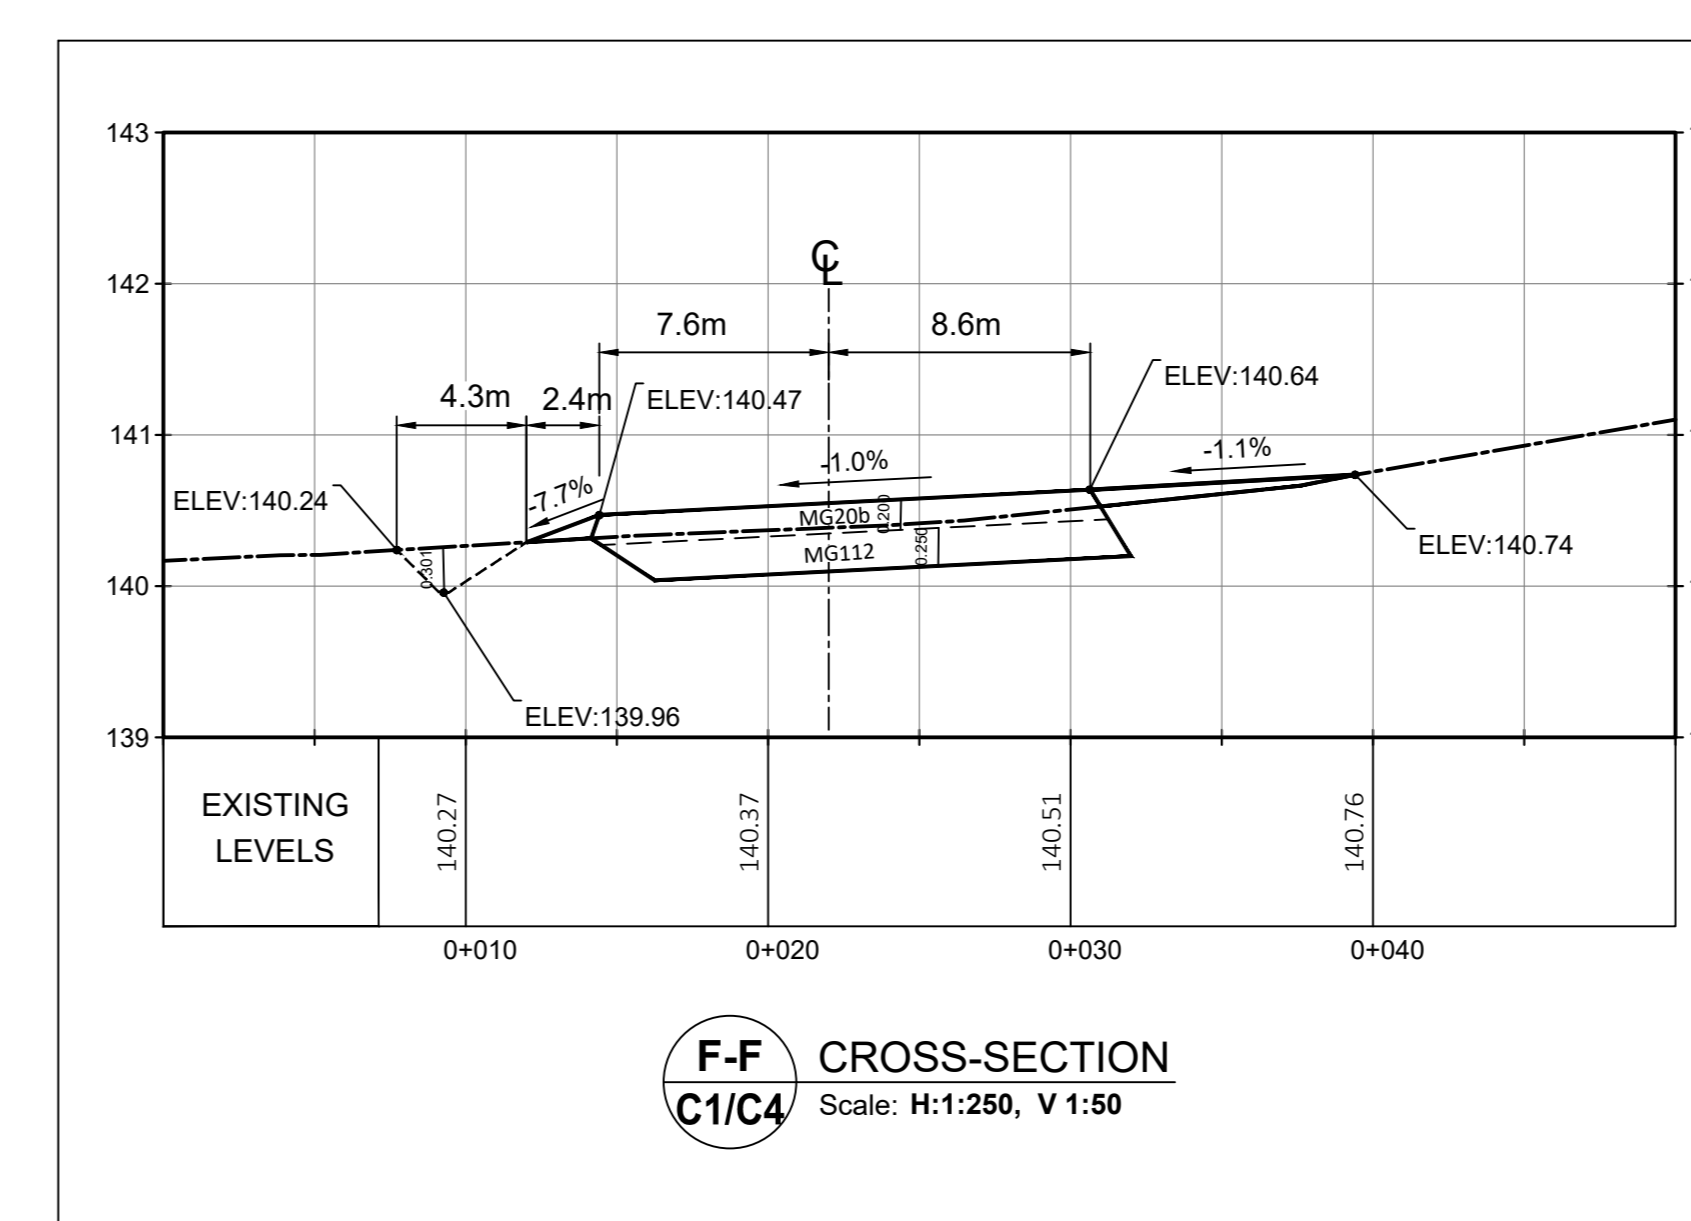 143
142
141
140
139
CL
7.6m
8.6m
4.3m
2.4m
ELEV:140.47
ELEV:140.64
ELEV:140.24
-7.7%
-1.0%
-1.1%
MG20b
0.200
MG112
0.250
0.301
ELEV:140.74
ELEV:139.96
EXISTING
LEVELS
140.27
140.37
140.51
140.76
0+010
0+020
0+030
0+040
F-F
C1/C4
CROSS-SECTION
Scale: H:1:250, V 1:50